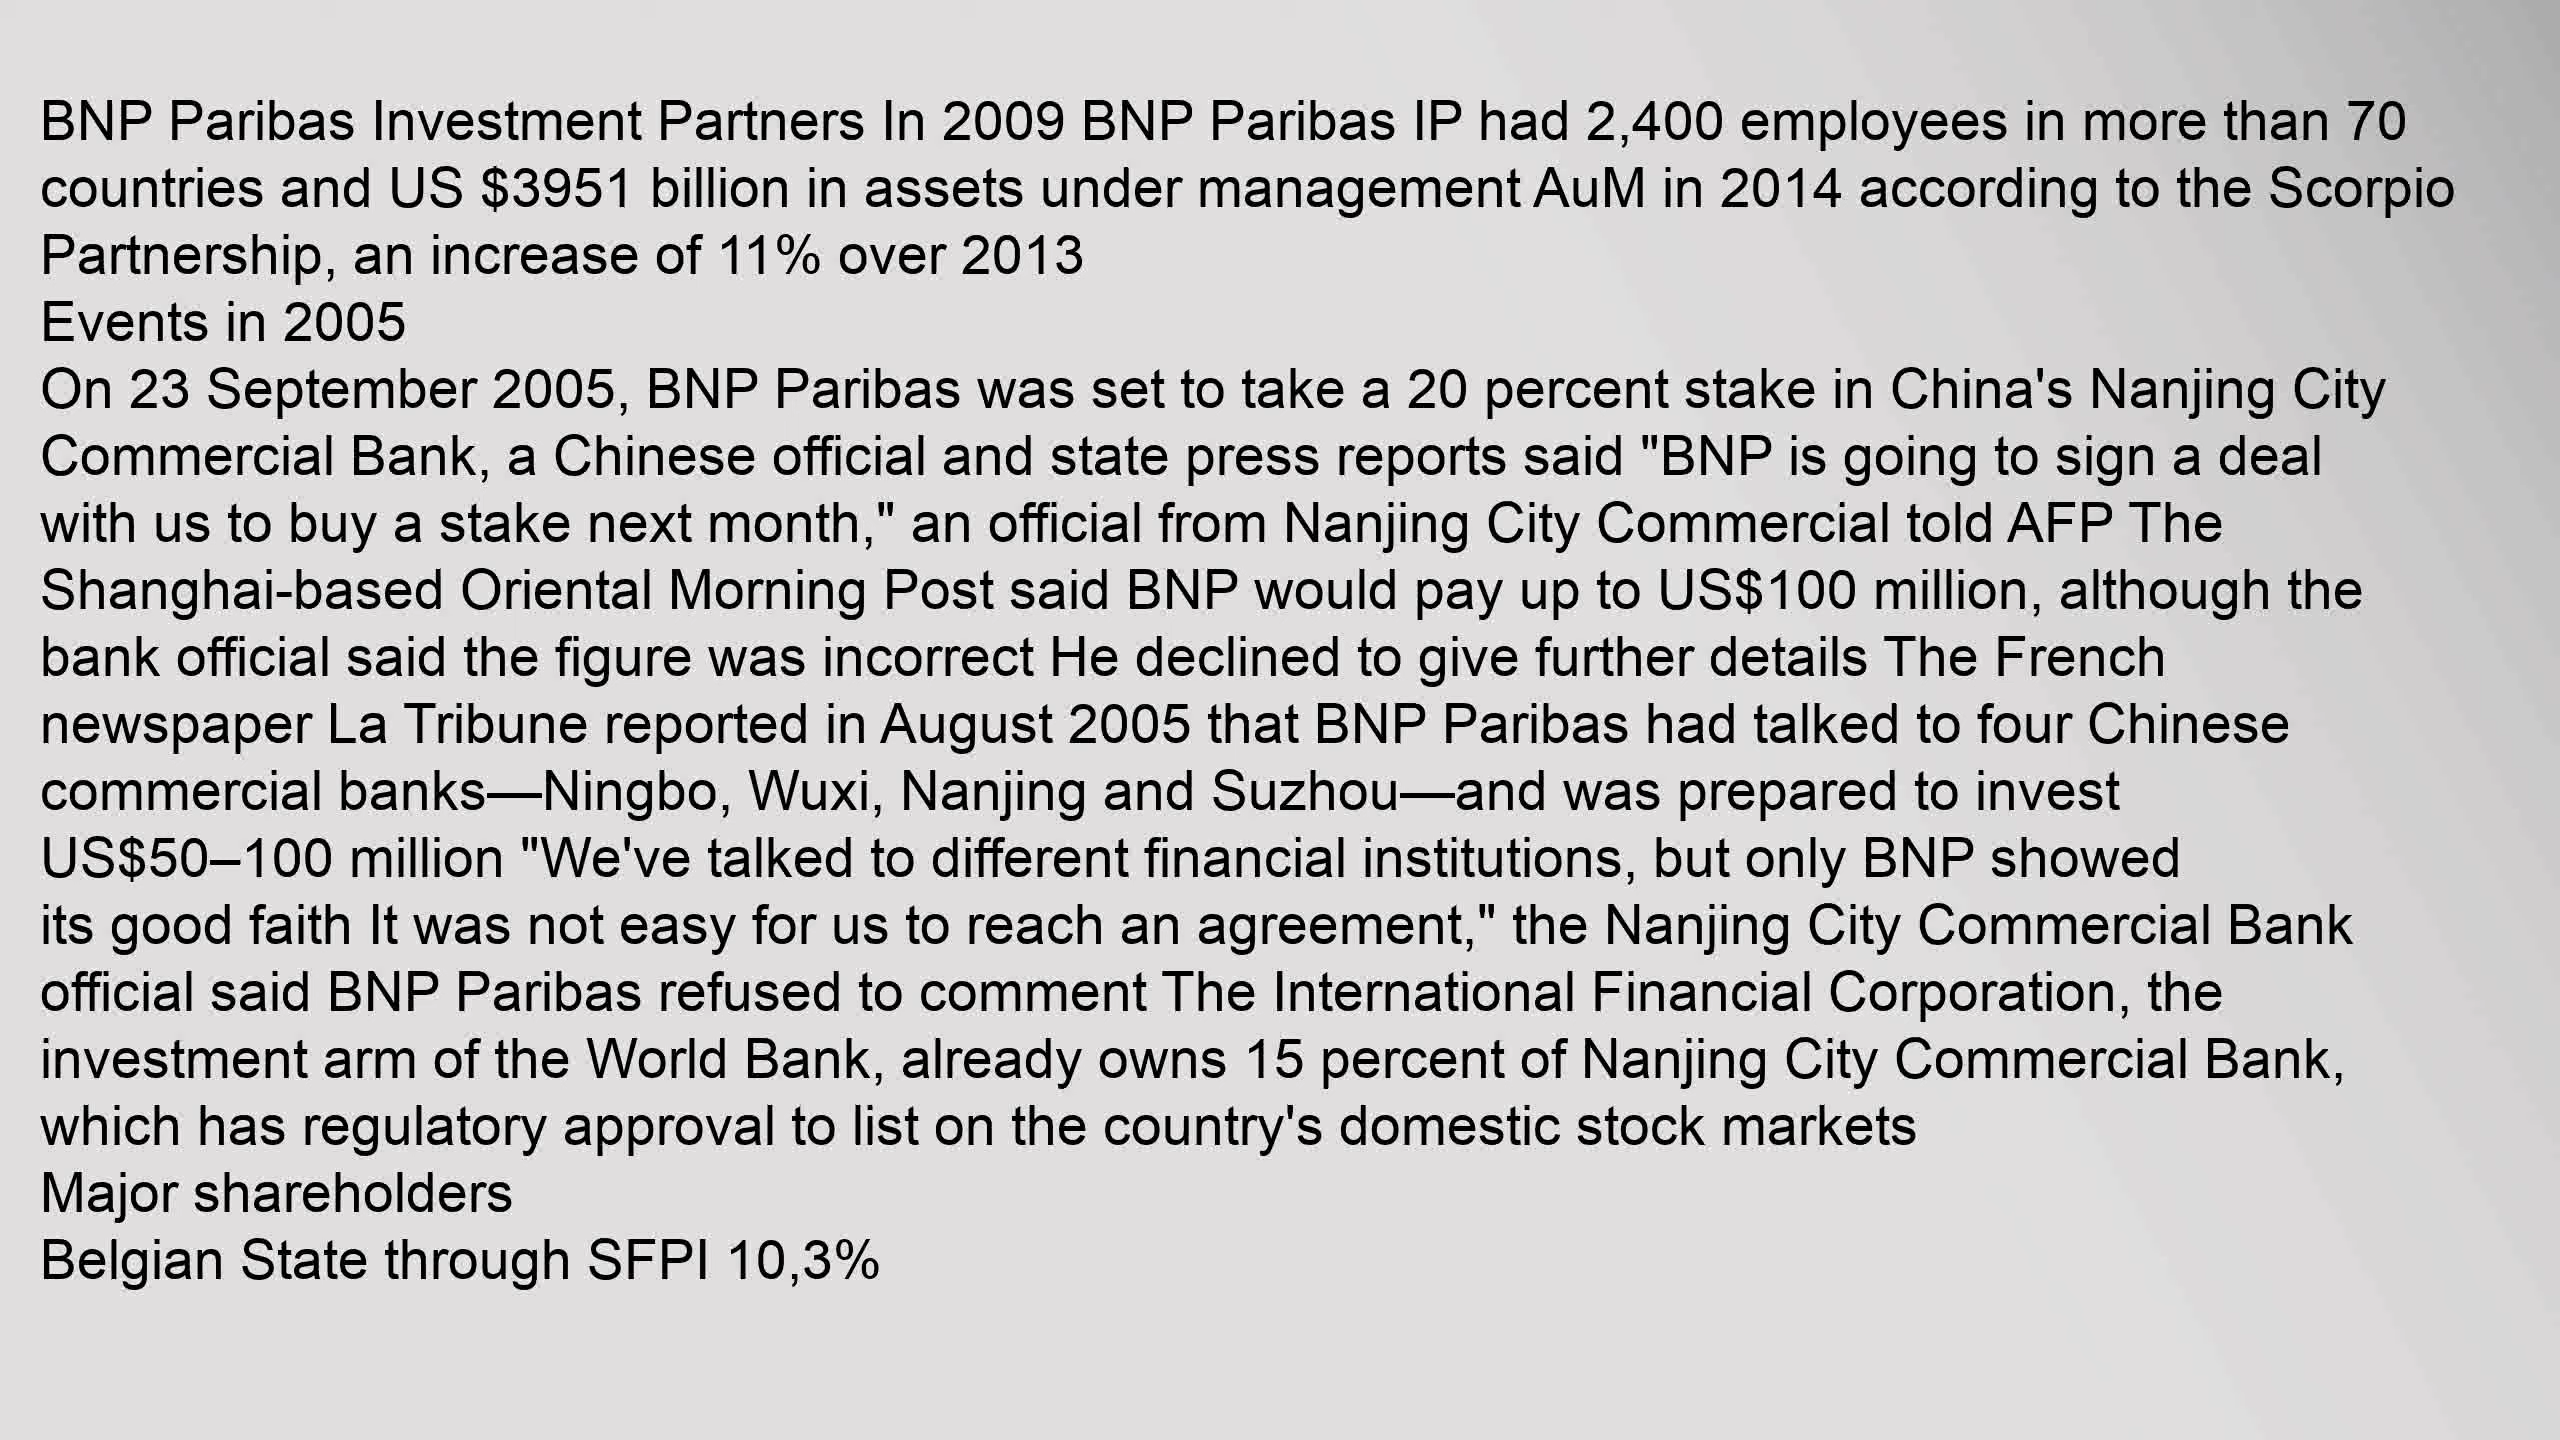 BNP Paribas Investment Partners In 2009 BNP Paribas IP had 2,400 employees in more than 70
countries and US $3951 billion in assets under management AuM in 2014 according to the Scorpio
Partnership, an increase of 11% over 2013
Events in 2005
On 23 September 2005, BNP Paribas was set to take a 20 percent stake in China's Nanjing City
Commercial Bank, a Chinese official and state press reports said "BNP is going to sign a deal
with us to buy a stake next month," an official from Nanjing City Commercial told AFP The
Shanghai-based Oriental Morning Post said BNP would pay up to US$100 million, although the
bank official said the figure was incorrect He declined to give further details The French
newspaper La Tribune reported in August 2005 that BNP Paribas had talked to four Chinese
commercial banks—Ningbo, Wuxi, Nanjing and Suzhou—and was prepared to invest
US$50–100 million "We've talked to different financial institutions, but only BNP showed
its good faith It was not easy for us to reach an agreement," the Nanjing City Commercial Bank
official said BNP Paribas refused to comment The International Financial Corporation, the
investment arm of the World Bank, already owns 15 percent of Nanjing City Commercial Bank,
which has regulatory approval to list on the country's domestic stock markets
Major shareholders
Belgian State through SFPI 10,3%